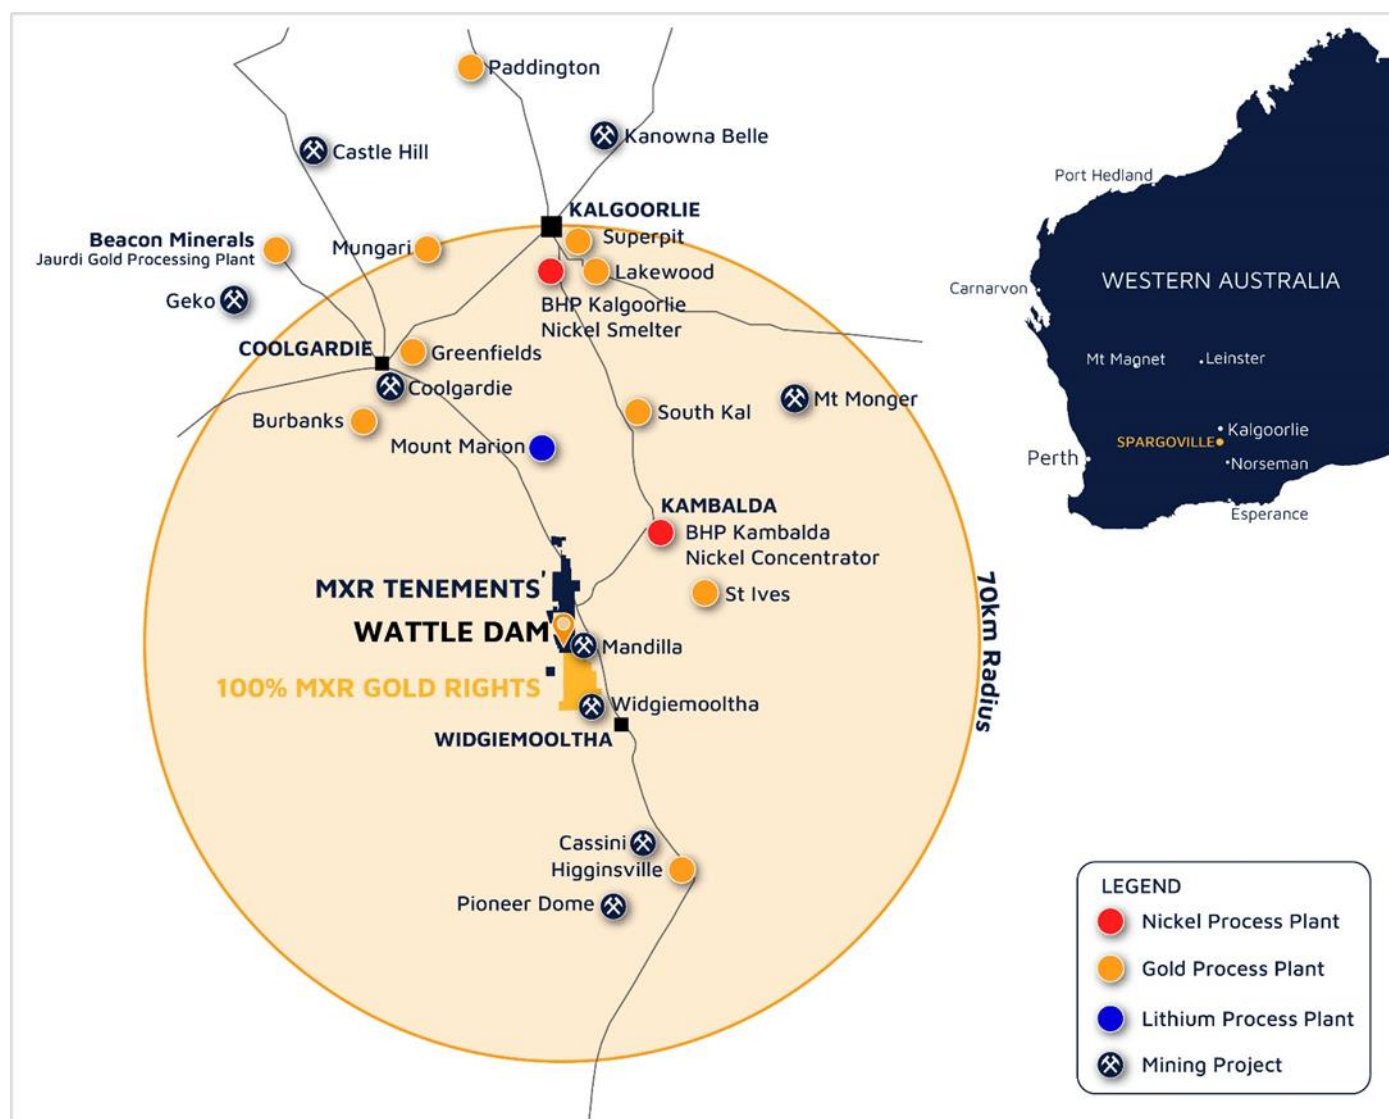 Paddington
Kanowna Belle
Castle Hill
KALGOORLIE
Superpit
Beacon Minerals
Jaurdi Gold Processing Plant
Mungari
Lakewood
Geko
BHP Kalgoorlie
Nickel Smelter
COOLGARDIE
Greenfields
Coolgardie
Mt Monger
Burbanks
South Kal
Mount Marion
KAMBALDA
BHP Kambalda
Nickel Concentrator
MXR TENEMENTS
St Ives
WATTLE DAM
Mandilla
100% MXR GOLD RIGHTS
Widgiemooltha
WIDGIEMOOLTHA
70km Radius
Cassini
Higginsville
Pioneer Dome
Port Hedland
WESTERN AUSTRALIA
Carnarvon
Mt Magnet
Leinster
Kalgoorlie
SPARGOVILLE
Perth
Norseman
Esperance
LEGEND
Nickel Process Plant
Gold Process Plant
Lithium Process Plant
Mining Project